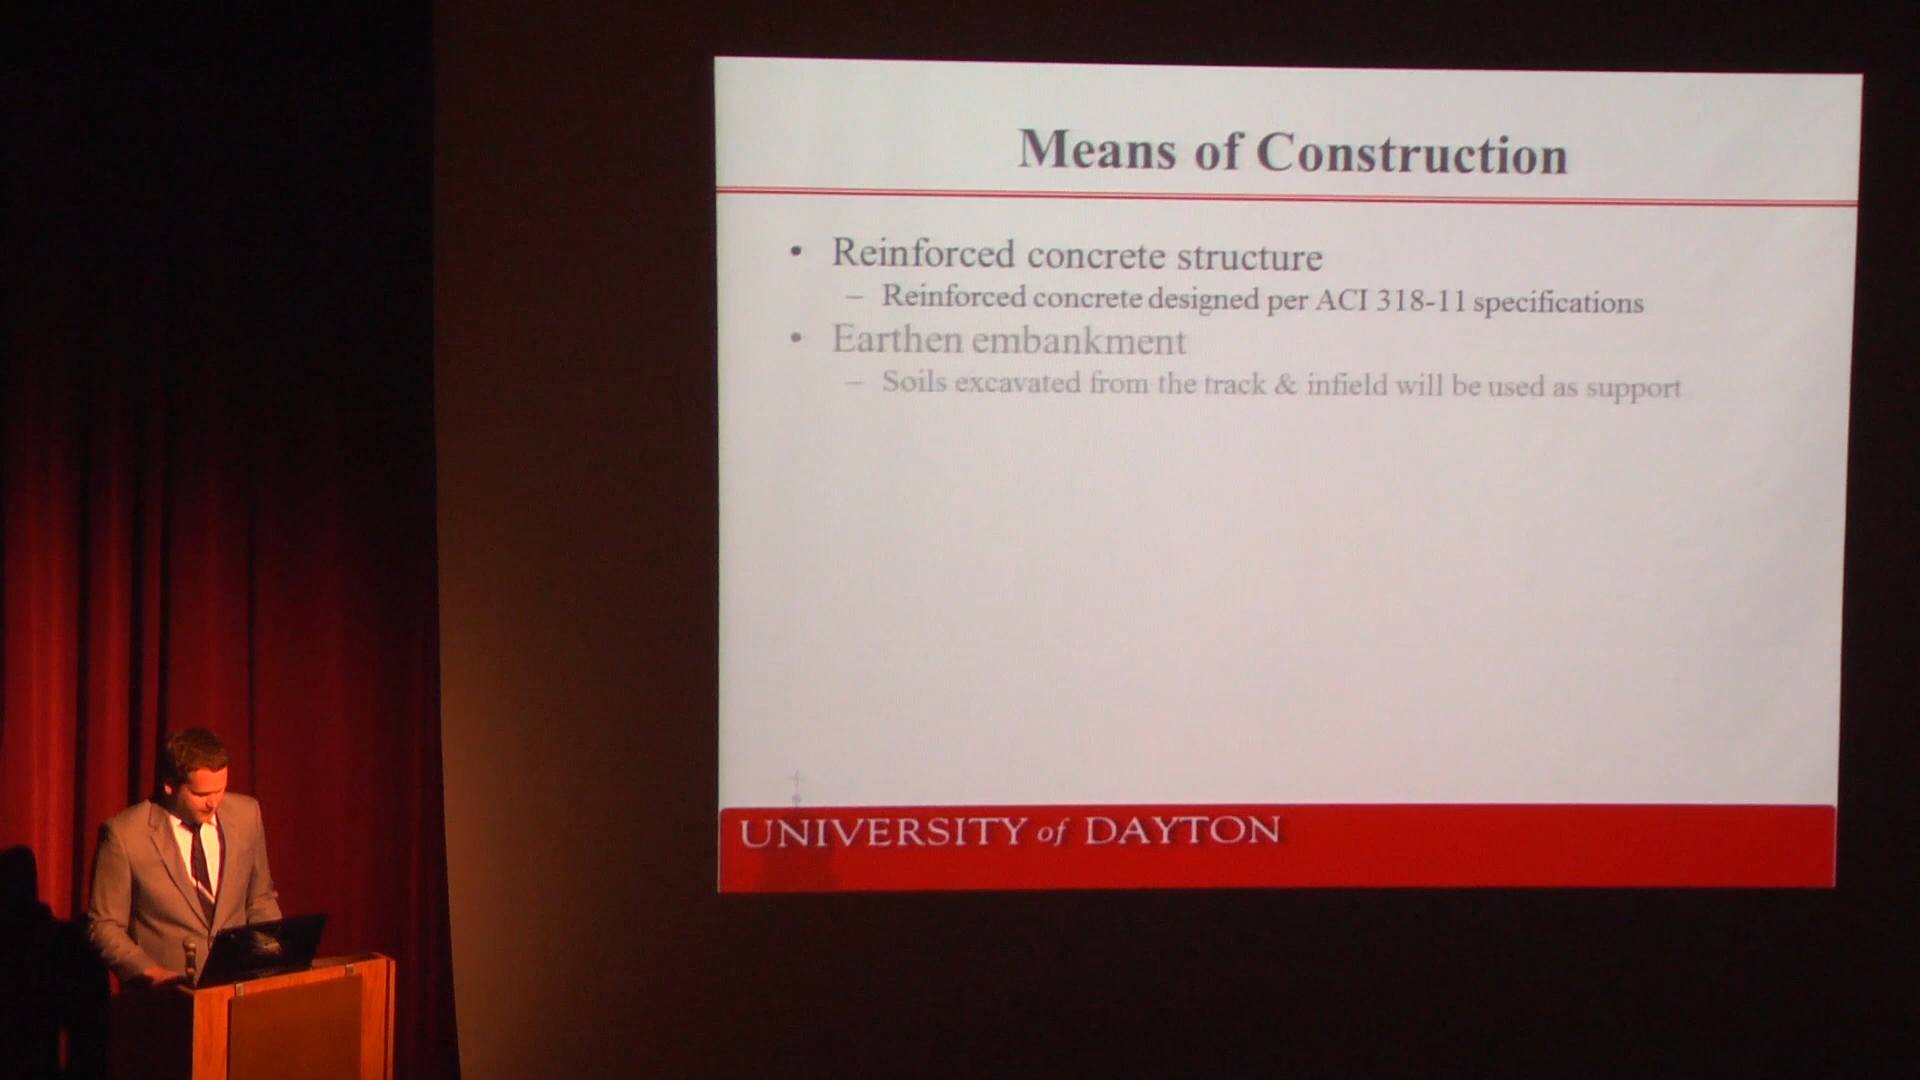 Means of Construction
• Reinforced concrete structure
– Reinforced concrete designed per ACI 318-11 specifications
• Earthen embankment
– Soils excavated from the track & infield will be used as support
UNIVERSITY of DAYTON